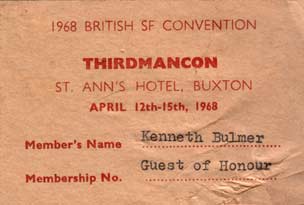 1968 BRITISH SF CONVENTION
THIRDMANCON
ST. ANN'S HOTEL, BUXTON
APRIL 12th-15th, 1968
Member's Name Kenneth Bulmer
Membership No. Guest of Honour